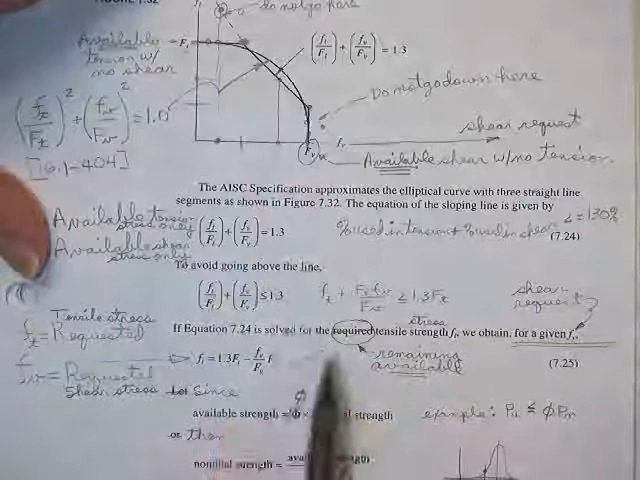 do not go here
Available
tension w/
no shear
(ft/Ft) + (fv/Fv) = 1.3
Do not go down here
(ft/Ft)² + (fv/Fv)² = 1.0
[16.1-404]
fv
shear request
Fv
Available shear w/ no tension.
The AISC Specification approximates the elliptical curve with three straight line
segments as shown in Figure 7.32. The equation of the sloping line is given by
Available tension
stress only
Available shear
stress only
(ft/Ft) + (fv/Fv) = 1.3
% used in tension + % used in shear
≤ = 130%
(7.24)
To avoid going above the line,
(ft/Ft) + (fv/Fv) ≤ 1.3
shear
request
Tensile stress
ft = Requested
If Equation 7.24 is solved for the required tensile strength ft, we obtain, for a given fv,
stress
remaining
available
fv = Requested
Shear stress
ft = 1.3Ft −
(7.25)
Since
available strength = ϕ × strength
example: Pu ≤ ϕPn
or then
nominal strength =